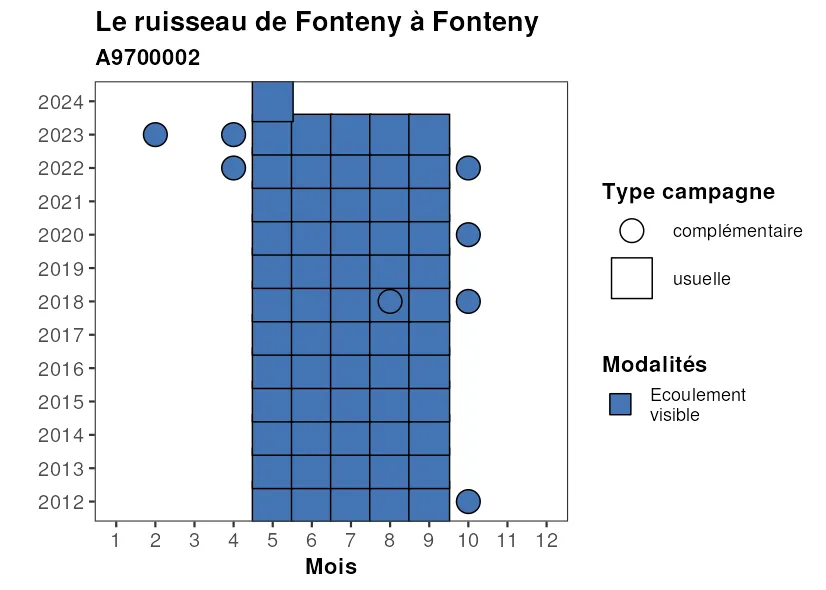 Le ruisseau de Fonteny à Fonteny
A9700002
2024
2023
2022
2021
2020
2019
2018
2017
2016
2015
2014
2013
2012
1 2 3 4 5 6 7 8 9 10 11 12
Mois
Type campagne
complémentaire
usuelle
Modalités
Ecoulement
visible